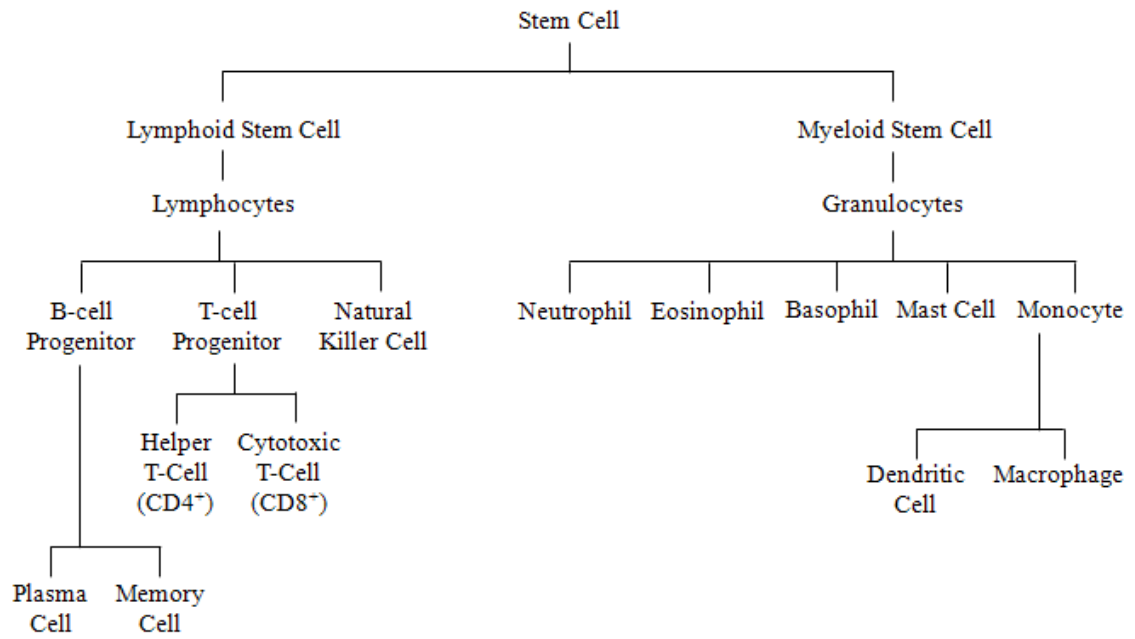 Stem Cell
Lymphoid Stem Cell
Myeloid Stem Cell
Lymphocytes
Granulocytes
B-cell
Progenitor
T-cell
Progenitor
Natural
Killer Cell
Neutrophil
Eosinophil
Basophil
Mast Cell
Monocyte
Helper
T-Cell
(CD4⁺)
Cytotoxic
T-Cell
(CD8⁺)
Dendritic
Cell
Macrophage
Plasma
Cell
Memory
Cell